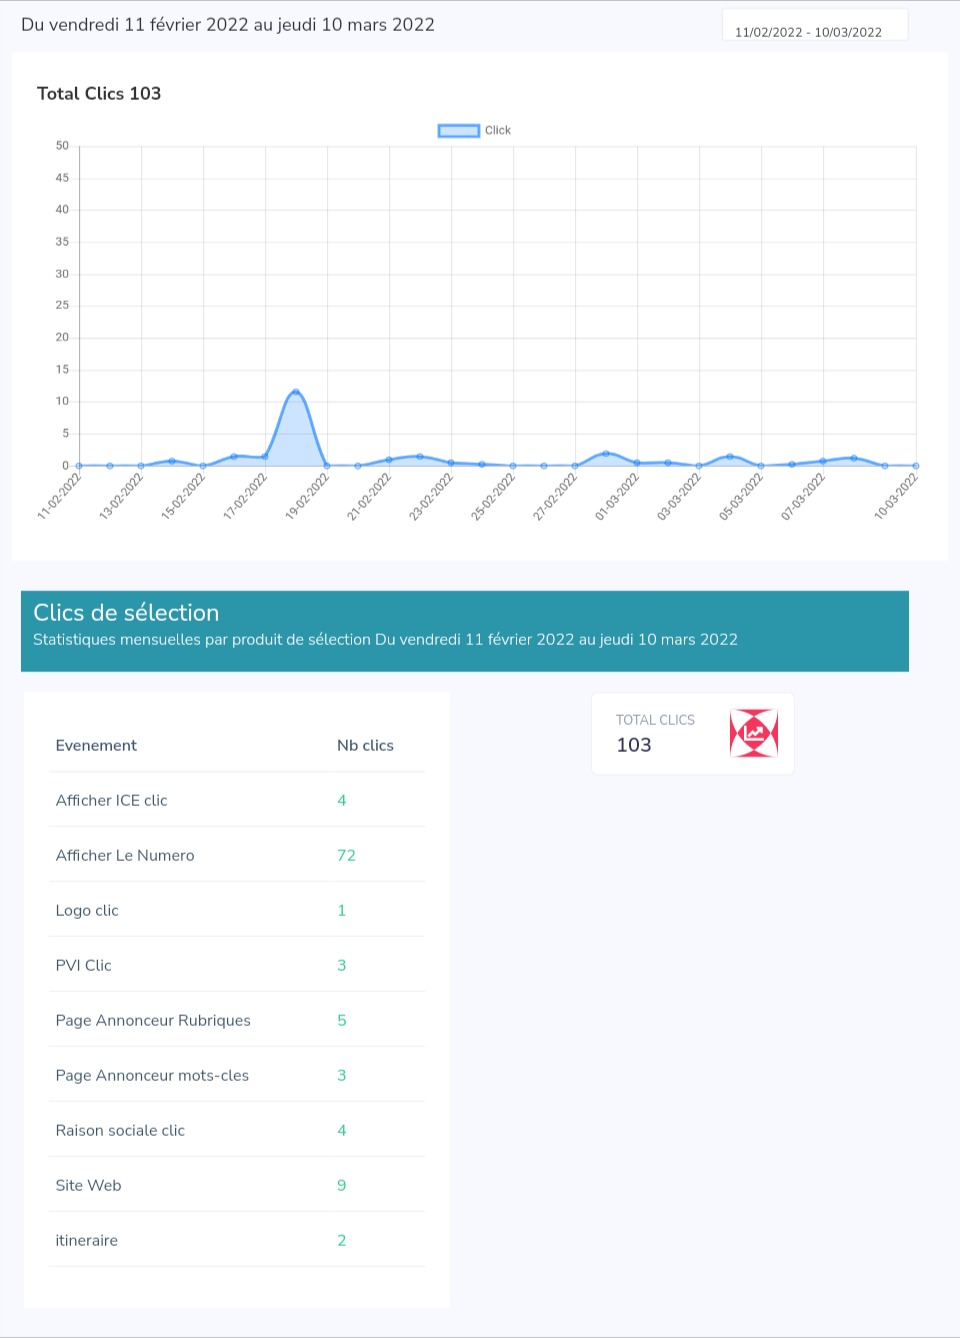 Du vendredi 11 février 2022 au jeudi 10 mars 2022
11/02/2022 - 10/03/2022
Total Clics 103
Click
50
45
40
35
30
25
20
15
10
5
0
11-02-2022
13-02-2022
15-02-2022
17-02-2022
19-02-2022
21-02-2022
23-02-2022
25-02-2022
27-02-2022
01-03-2022
03-03-2022
05-03-2022
07-03-2022
10-03-2022
Clics de sélection
Statistiques mensuelles par produit de sélection Du vendredi 11 février 2022 au jeudi 10 mars 2022
Evenement Nb clics
Afficher ICE clic 4
Afficher Le Numero 72
Logo clic 1
PVI Clic 3
Page Annonceur Rubriques 5
Page Annonceur mots-cles 3
Raison sociale clic 4
Site Web 9
itineraire 2
TOTAL CLICS
103